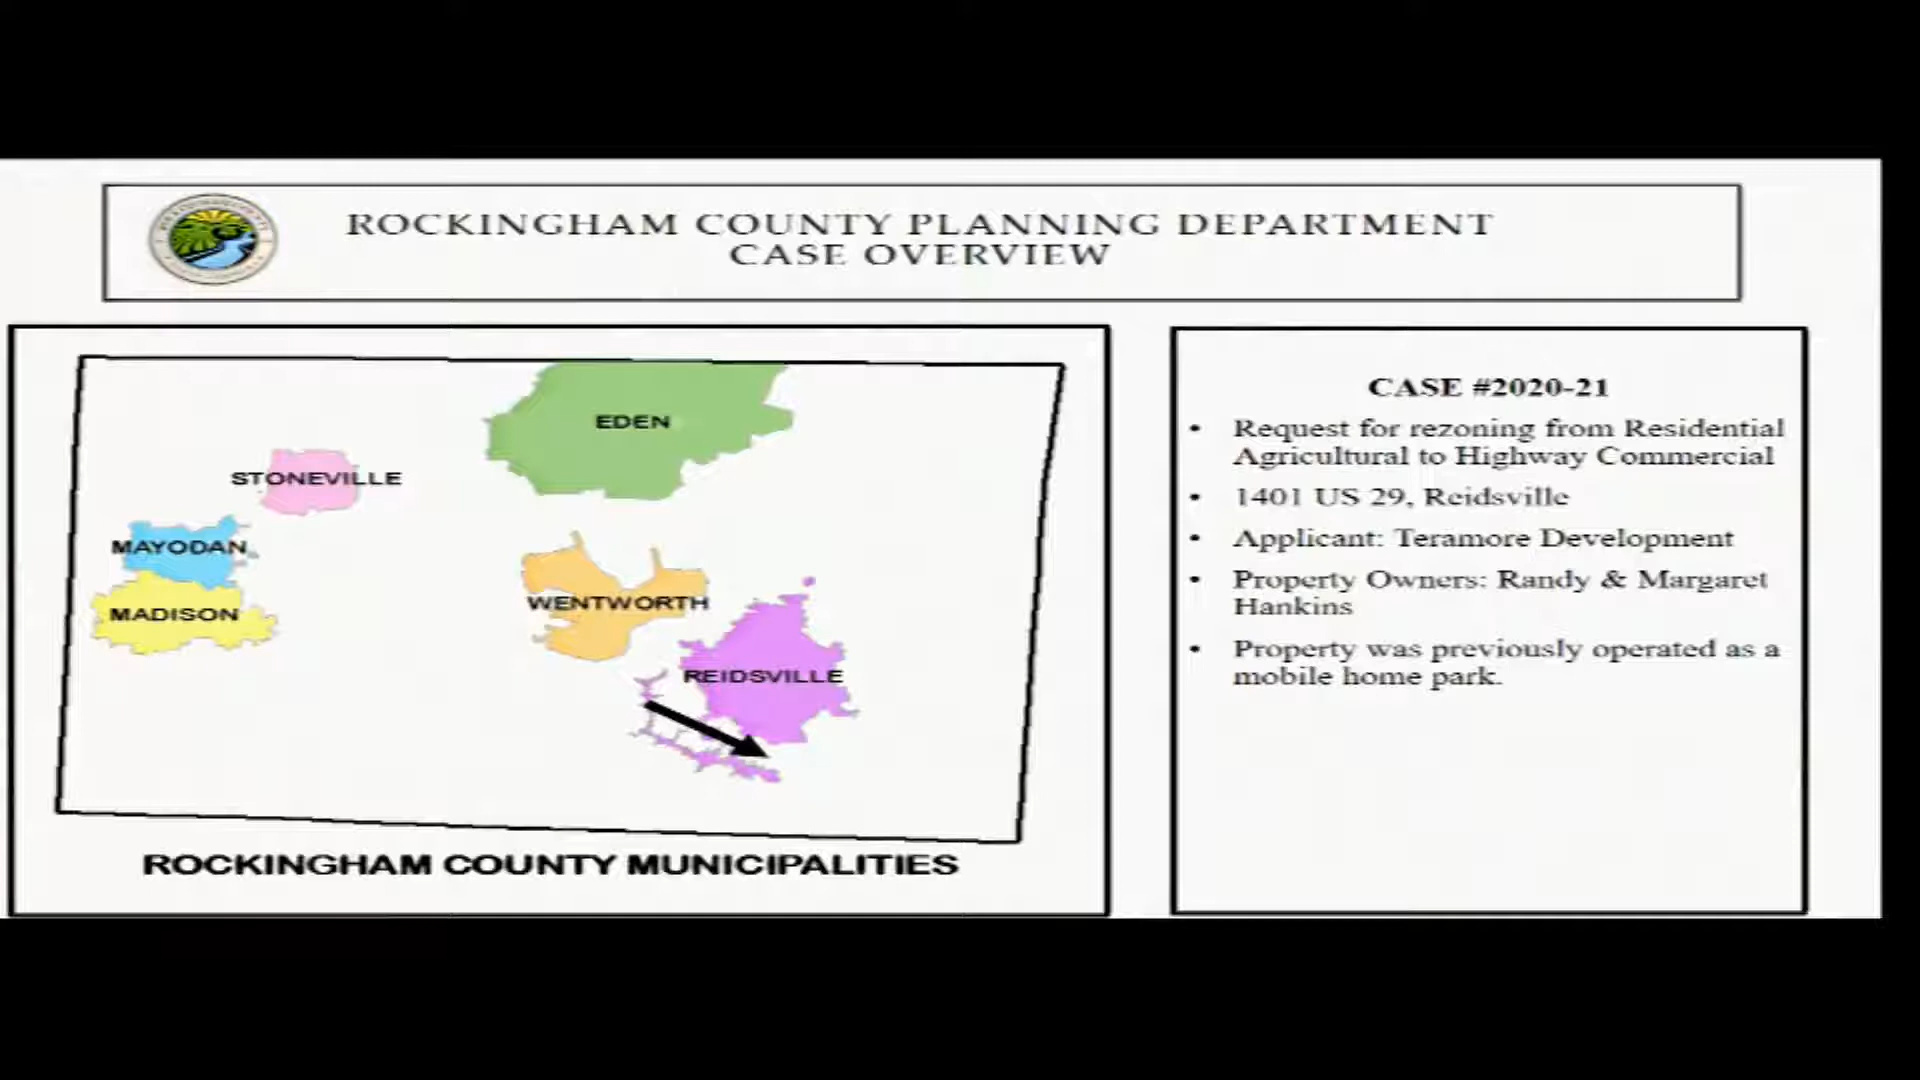 ROCKINGHAM COUNTY PLANNING DEPARTMENT
CASE OVERVIEW
EDEN
STONEVILLE
MAYODAN
MADISON
WENTWORTH
REIDSVILLE
ROCKINGHAM COUNTY MUNICIPALITIES
CASE #2020-21
• Request for rezoning from Residential
Agricultural to Highway Commercial
• 1401 US 29, Reidsville
• Applicant: Teramore Development
• Property Owners: Randy & Margaret
Hankins
• Property was previously operated as a
mobile home park.